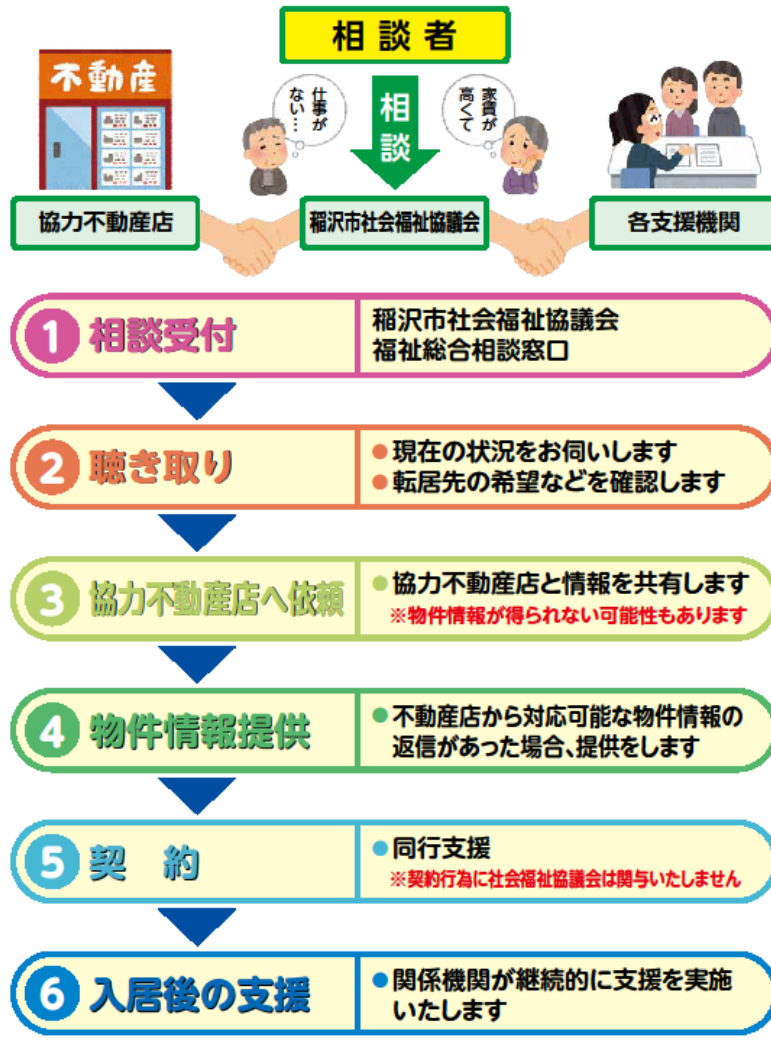 相談者
不動産
仕事が
ない…
相談
家賃が
高くて
協力不動産店
稲沢市社会福祉協議会
各支援機関
1 相談受付
稲沢市社会福祉協議会
福祉総合相談窓口
2 聴き取り
●現在の状況をお伺いします
●転居先の希望などを確認します
3 協力不動産店へ依頼
●協力不動産店と情報を共有します
※物件情報が得られない可能性もあります
4 物件情報提供
●不動産店から対応可能な物件情報の
返信があった場合、提供をします
5 契　約
●同行支援
※契約行為に社会福祉協議会は関与いたしません
6 入居後の支援
●関係機関が継続的に支援を実施
いたします